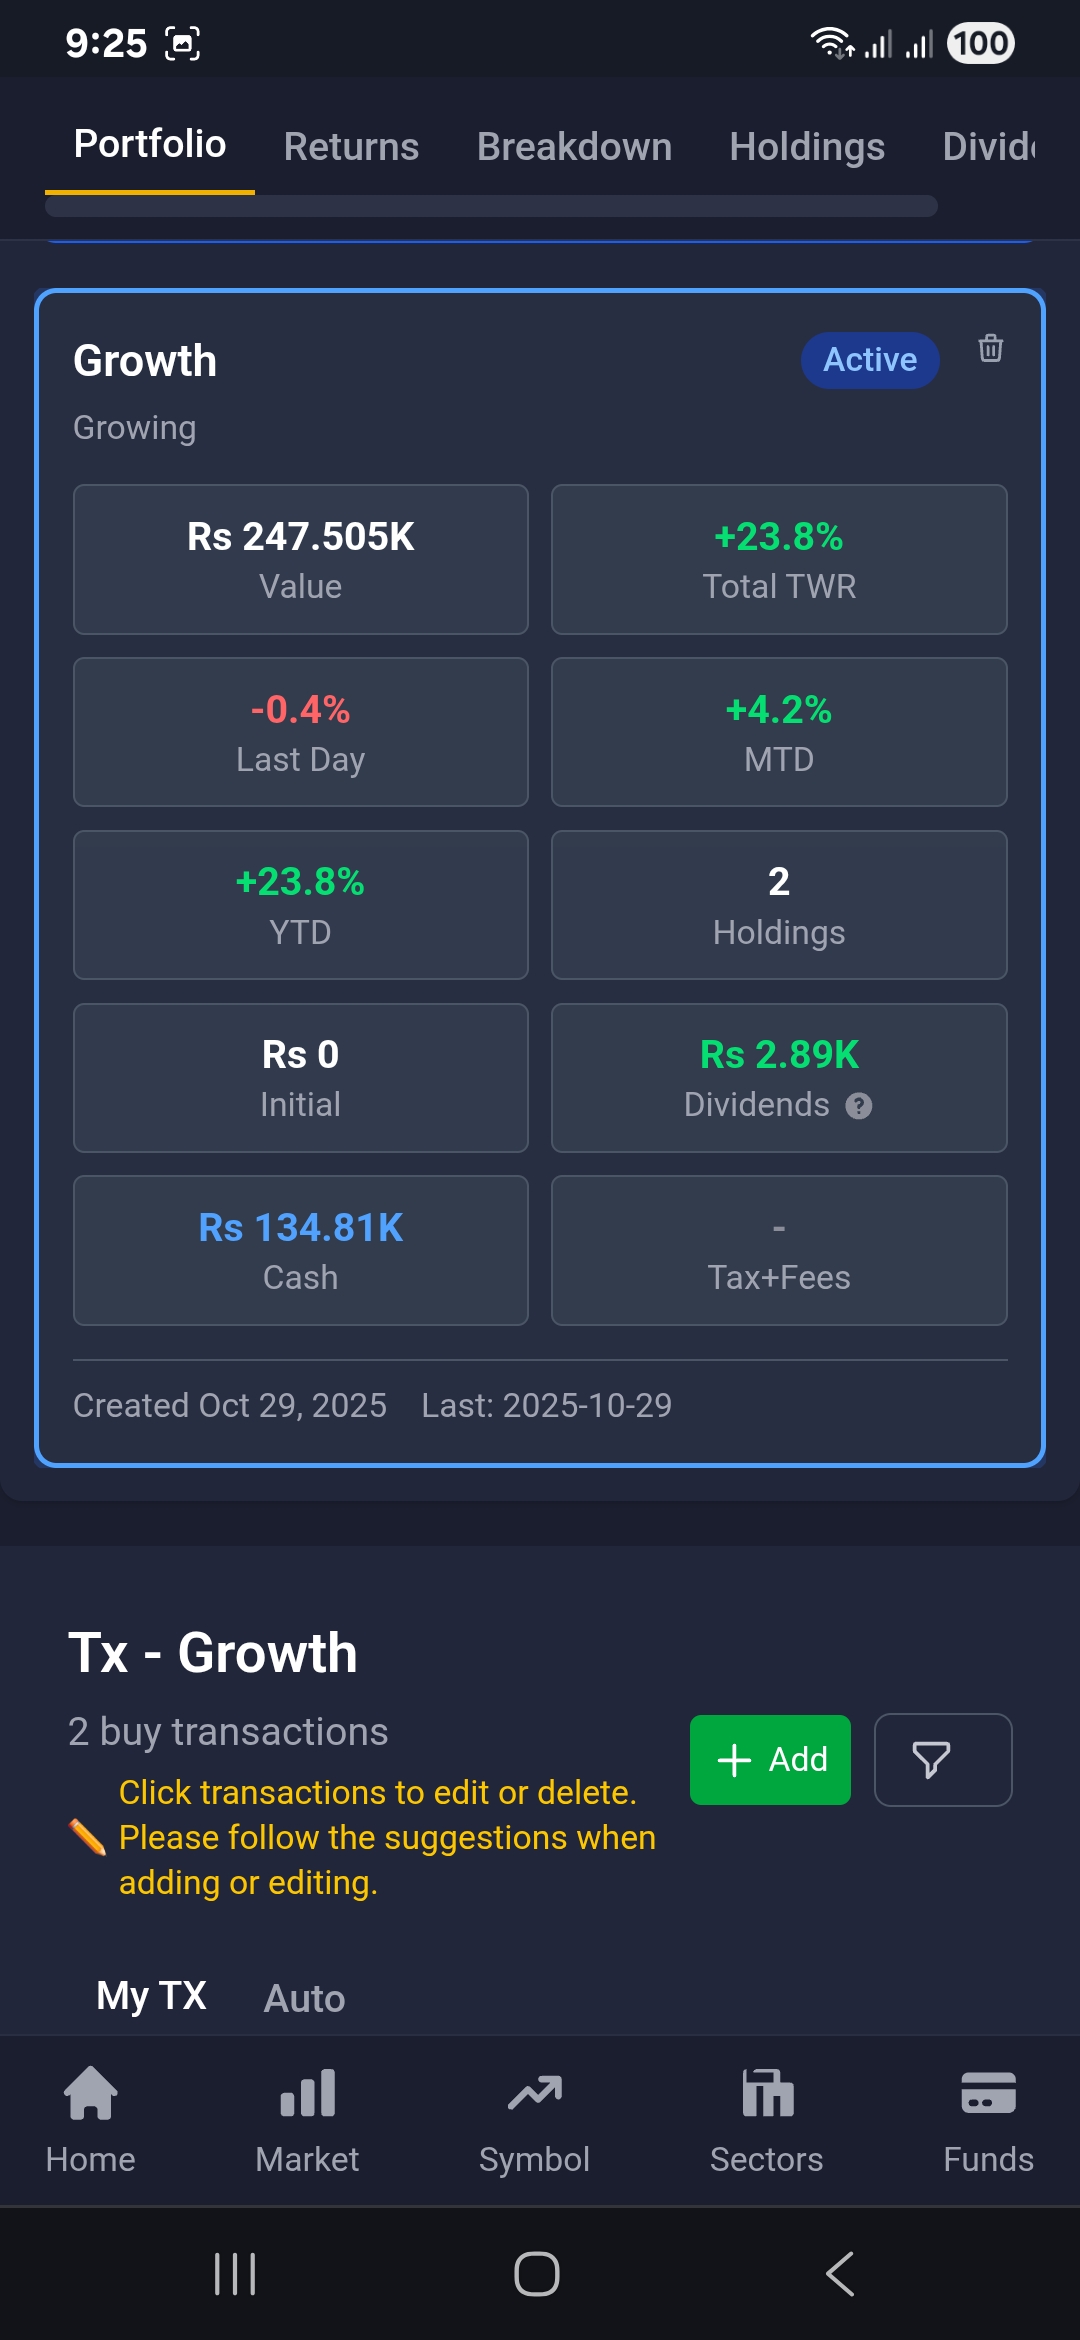 9:25
100
Portfolio Returns Breakdown Holdings Divid
Growth
Active
Growing
Rs 247.505K
Value
+23.8%
Total TWR
-0.4%
Last Day
+4.2%
MTD
+23.8%
YTD
2
Holdings
Rs 0
Initial
Rs 2.89K
Dividends ?
Rs 134.81K
Cash
-
Tax+Fees
Created Oct 29, 2025 Last: 2025-10-29
Tx - Growth
2 buy transactions
Click transactions to edit or delete.
✏️ Please follow the suggestions when
adding or editing.
+ Add
My TX Auto
Home Market Symbol Sectors Funds